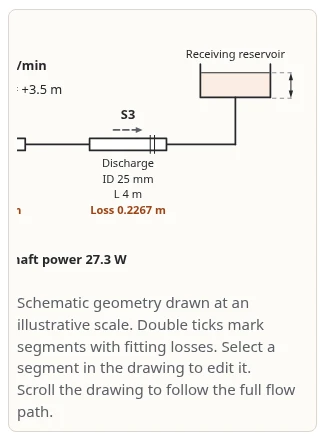 Receiving reservoir
/min
+3.5 m
S3
Discharge
ID 25 mm
L 4 m
Loss 0.2267 m
haft power 27.3 W
Schematic geometry drawn at an
illustrative scale. Double ticks mark
segments with fitting losses. Select a
segment in the drawing to edit it.
Scroll the drawing to follow the full flow
path.